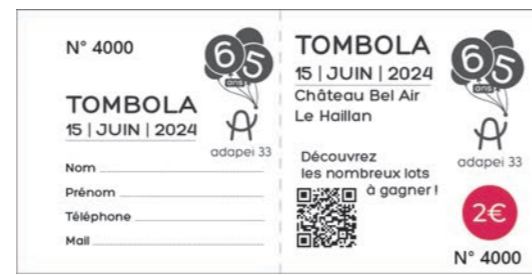 N° 4000
65
ans
TOMBOLA
15 | JUIN | 2024
adapei 33
Nom
Prénom
Téléphone
Mail
TOMBOLA
15 | JUIN | 2024
Château Bel Air
Le Haillan
65
ans
adapei 33
Découvrez
les nombreux lots
à gagner !
2€
N° 4000